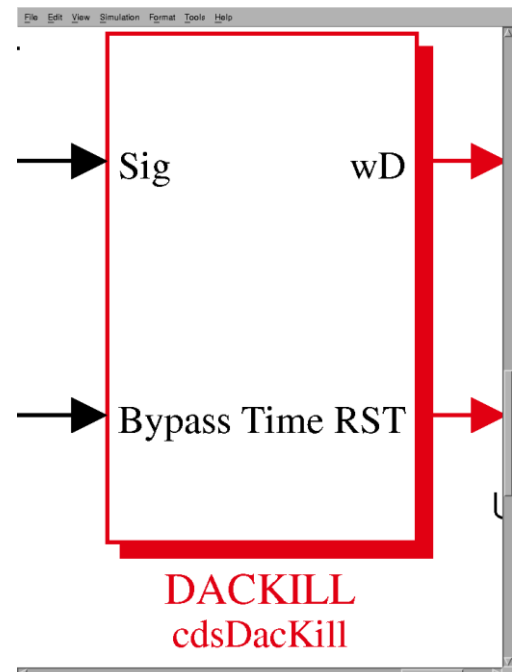 File Edit View Simulation Format Tools Help
Sig wD
Bypass Time RST
DACKILL
cdsDacKill